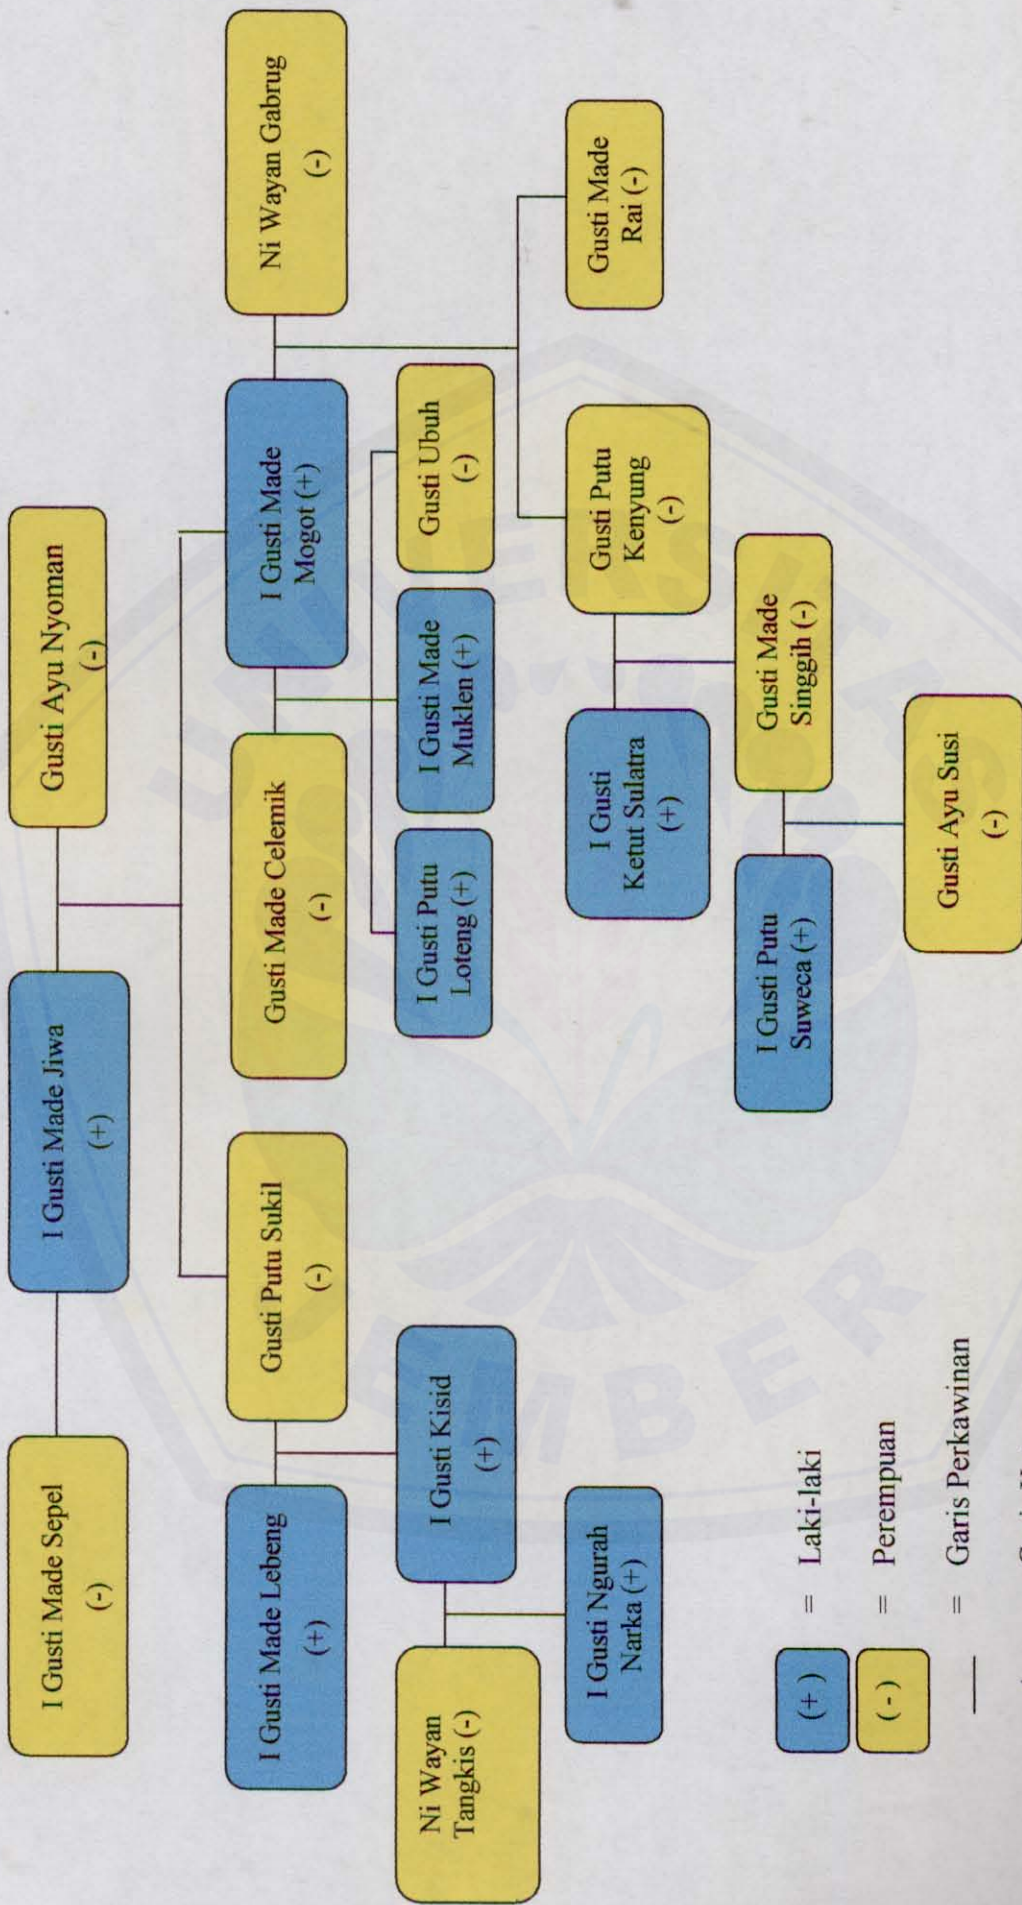 I Gusti Made Sepel
(-)
I Gusti Made Jiwa
(+)
Gusti Ayu Nyoman
(-)
I Gusti Made Lebeng
(+)
Gusti Putu Sukil
(-)
Gusti Made Celemik
(-)
I Gusti Made
Mogot (+)
Ni Wayan Gabrug
(-)
Ni Wayan
Tangkis (-)
I Gusti Kisid
(+)
I Gusti Putu
Loteng (+)
I Gusti Made
Muklen (+)
Gusti Ubuh
(-)
I Gusti Ngurah
Narka (+)
I Gusti
Ketut Sulatra
(+)
Gusti Putu
Kenyung
(-)
Gusti Made
Rai (-)
I Gusti Putu
Suweca (+)
Gusti Made
Singgih (-)
Gusti Ayu Susi
(-)
(+) = Laki-laki
(-) = Perempuan
— = Garis Perkawinan
UNIVERSITAS
JEMBER